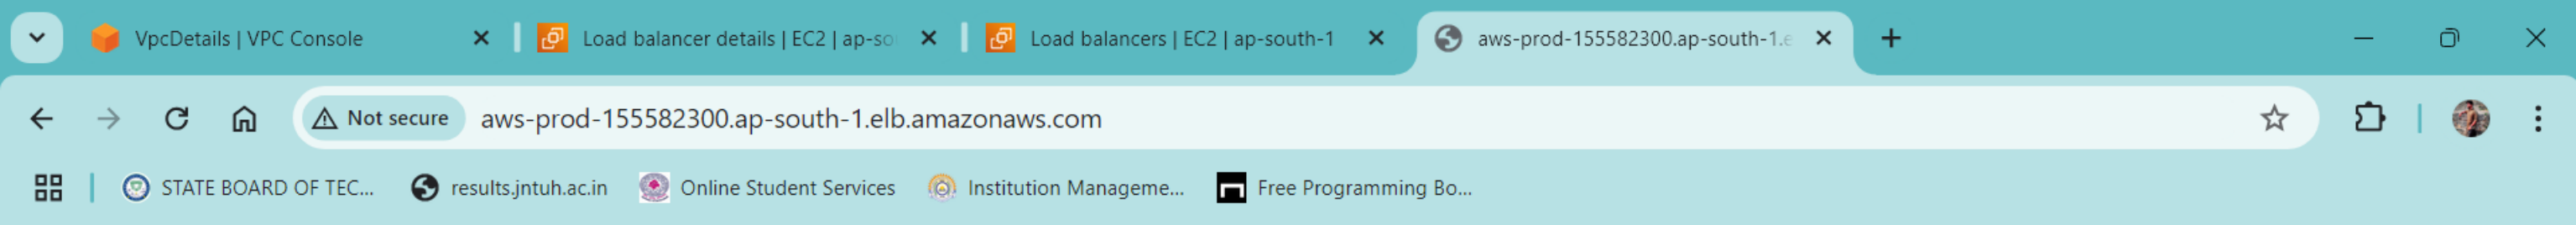 VpcDetails | VPC Console
Load balancer details | EC2 | ap-so
Load balancers | EC2 | ap-south-1
aws-prod-155582300.ap-south-1.e
Not secure
aws-prod-155582300.ap-south-1.elb.amazonaws.com
STATE BOARD OF TEC...
results.jntuh.ac.in
Online Student Services
Institution Manageme...
Free Programming Bo...